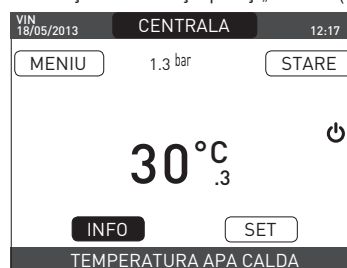 VIN
18/05/2013 CENTRALA 12:17
MENIU 1.3 bar STARE
30°C
.3
INFO SET
TEMPERATURA APA CALDA